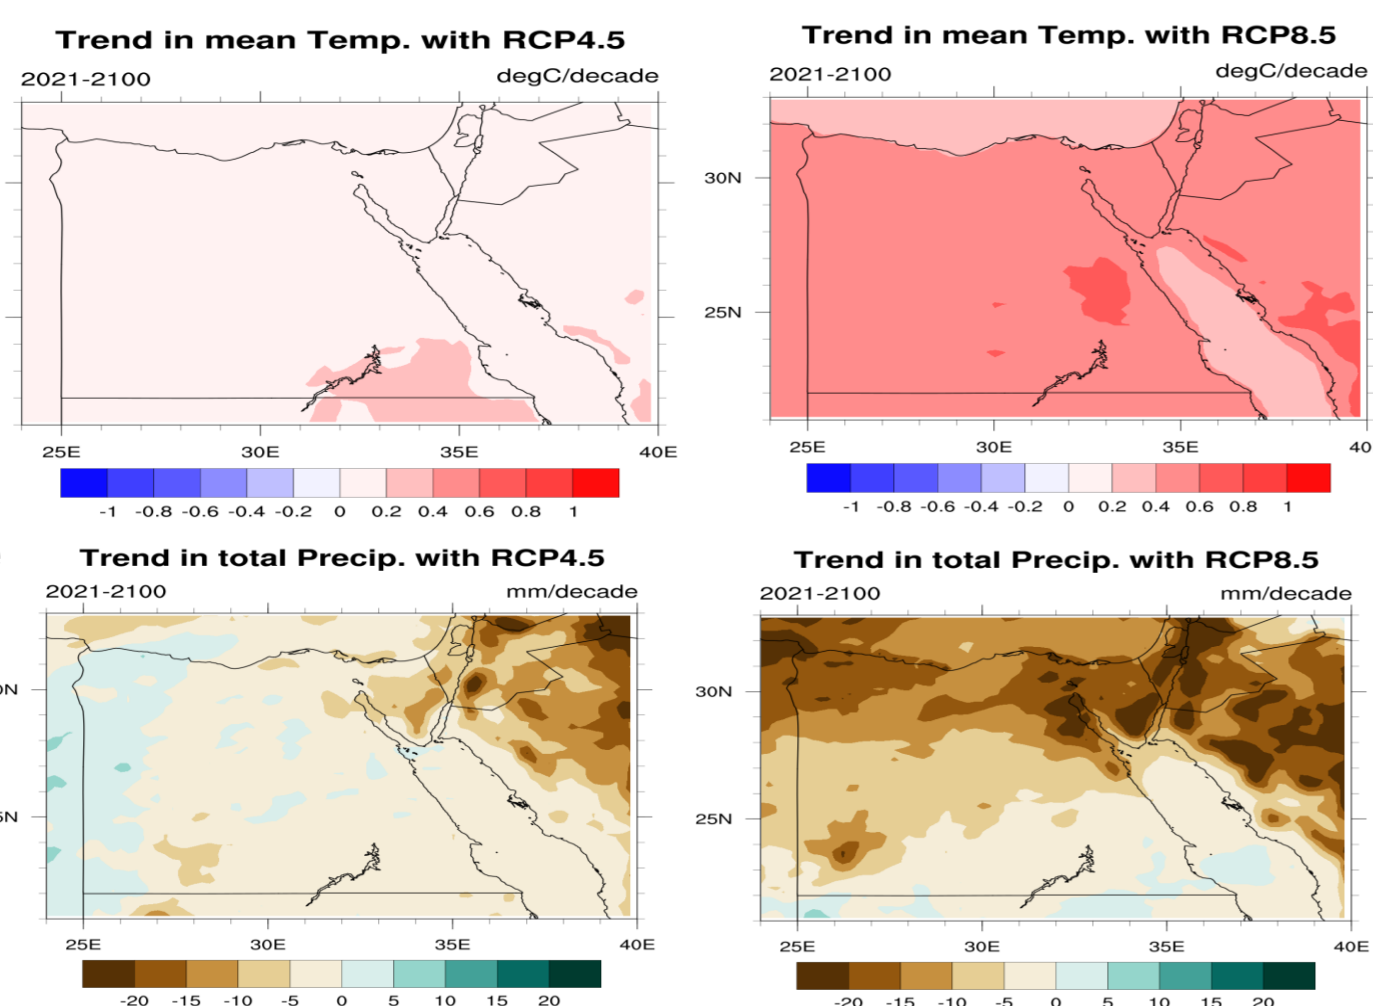 Trend in mean Temp. with RCP4.5
2021-2100 degC/decade
25E 30E 35E 40E
-1 -0.8 -0.6 -0.4 -0.2 0 0.2 0.4 0.6 0.8 1
Trend in mean Temp. with RCP8.5
2021-2100 degC/decade
30N
25N
25E 30E 35E 40
-1 -0.8 -0.6 -0.4 -0.2 0 0.2 0.4 0.6 0.8 1
Trend in total Precip. with RCP4.5
2021-2100 mm/decade
0N
5N
25E 30E 35E 40E
-20 -15 -10 -5 0 5 10 15 20
Trend in total Precip. with RCP8.5
2021-2100 mm/decade
30N
25N
25E 30E 35E 40E
-20 -15 -10 -5 0 5 10 15 20